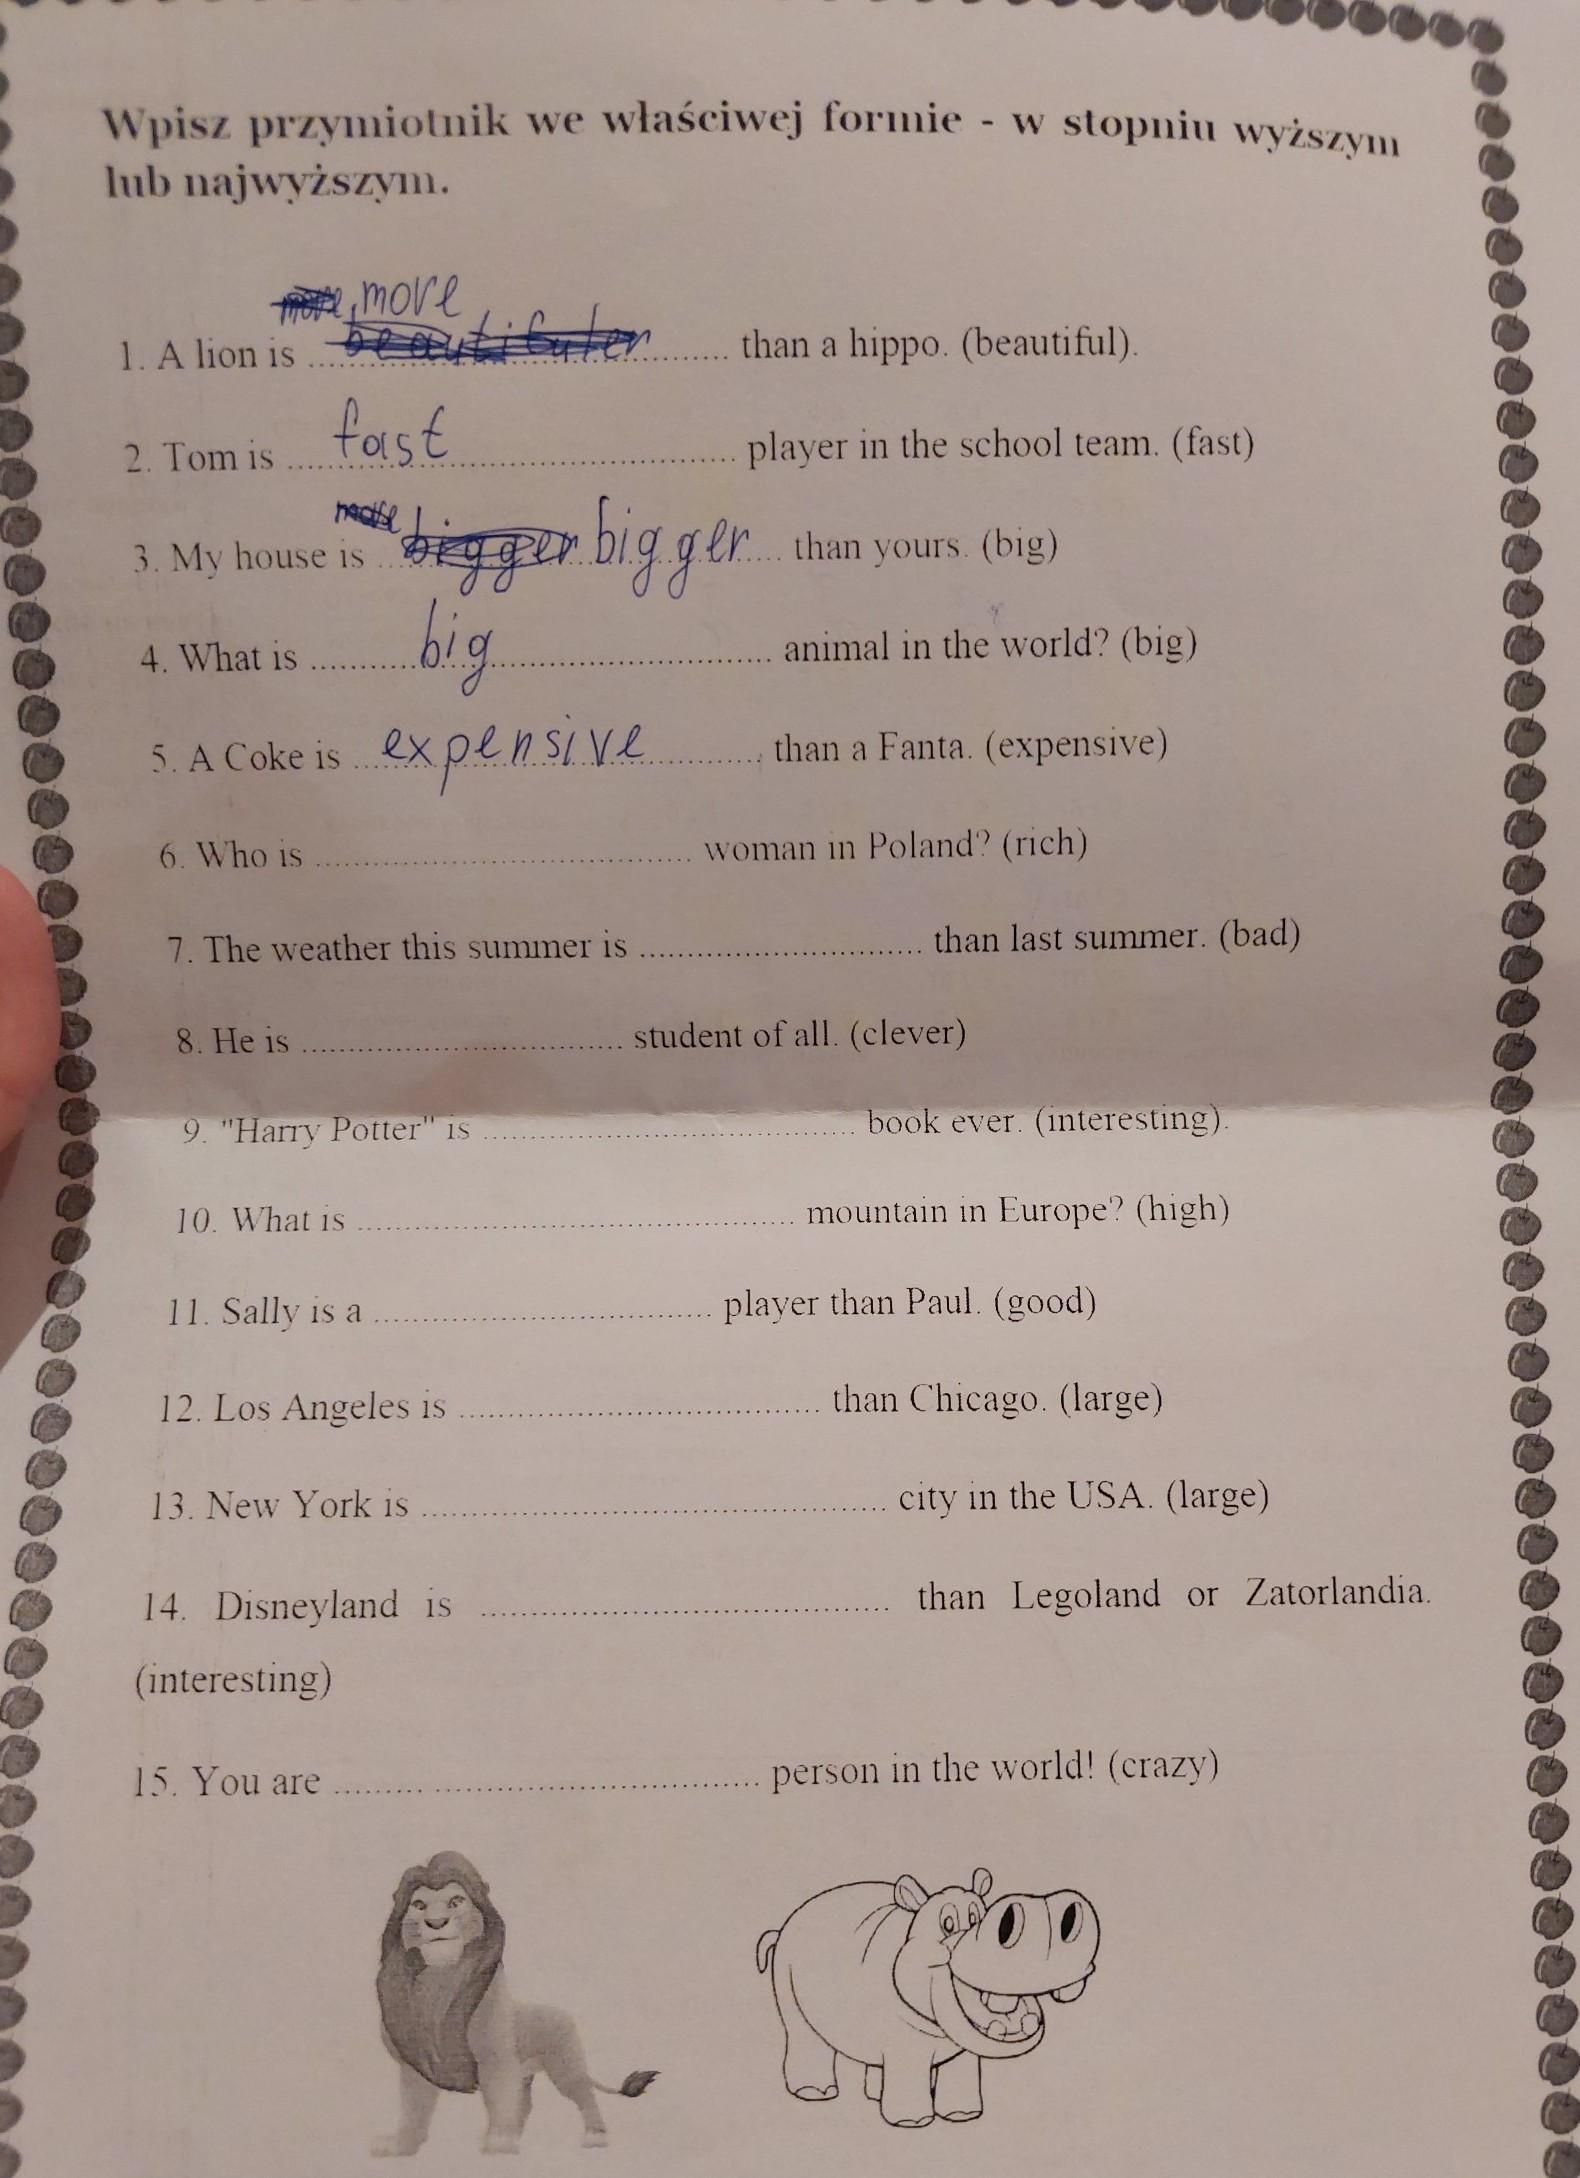 Wpisz przymiotnik we właściwej formie - w stopniu wyższym
lub najwyższym.
more, more
1. A lion is beautifuler than a hippo. (beautiful).
2. Tom is fast player in the school team. (fast)
more
3. My house is bigger bigger than yours. (big)
4. What is big animal in the world? (big)
5. A Coke is expensive than a Fanta. (expensive)
6. Who is woman in Poland? (rich)
7. The weather this summer is than last summer. (bad)
8. He is student of all. (clever)
9. "Harry Potter" is book ever. (interesting).
10. What is mountain in Europe? (high)
11. Sally is a player than Paul. (good)
12. Los Angeles is than Chicago. (large)
13. New York is city in the USA. (large)
14. Disneyland is than Legoland or Zatorlandia.
(interesting)
15. You are person in the world! (crazy)